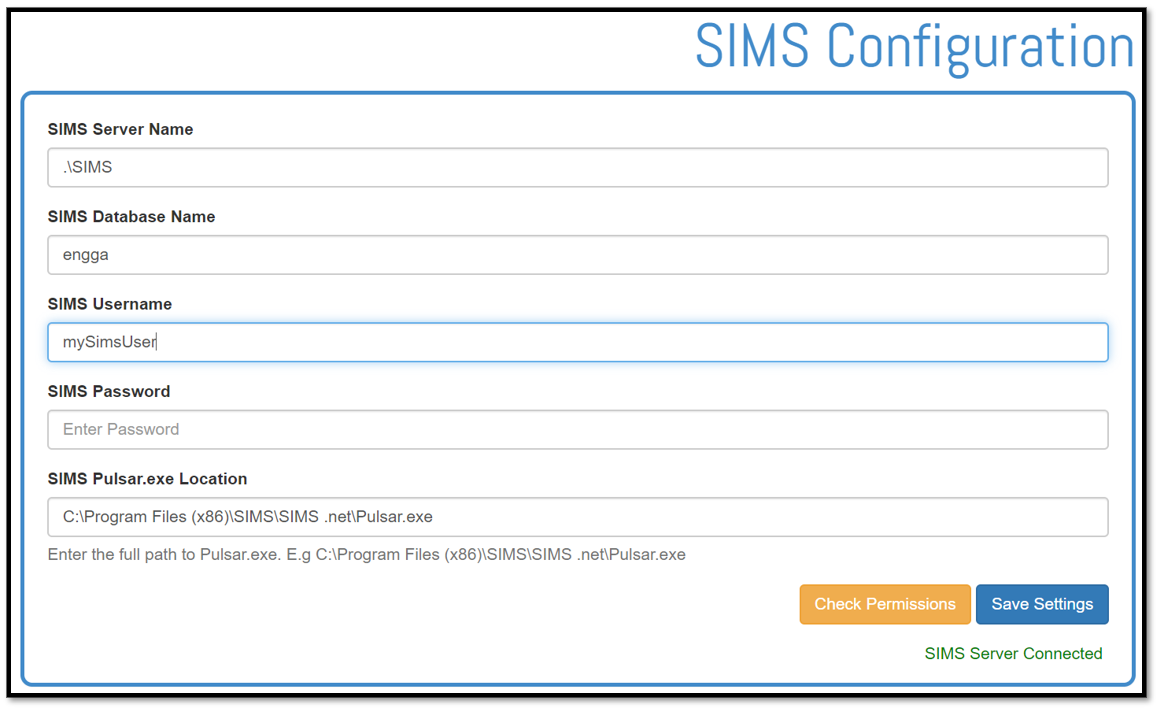 SIMS Configuration
SIMS Server Name
.\SIMS
SIMS Database Name
engga
SIMS Username
mySimsUser
SIMS Password
Enter Password
SIMS Pulsar.exe Location
C:\Program Files (x86)\SIMS\SIMS .net\Pulsar.exe
Enter the full path to Pulsar.exe. E.g C:\Program Files (x86)\SIMS\SIMS .net\Pulsar.exe
Check Permissions Save Settings
SIMS Server Connected